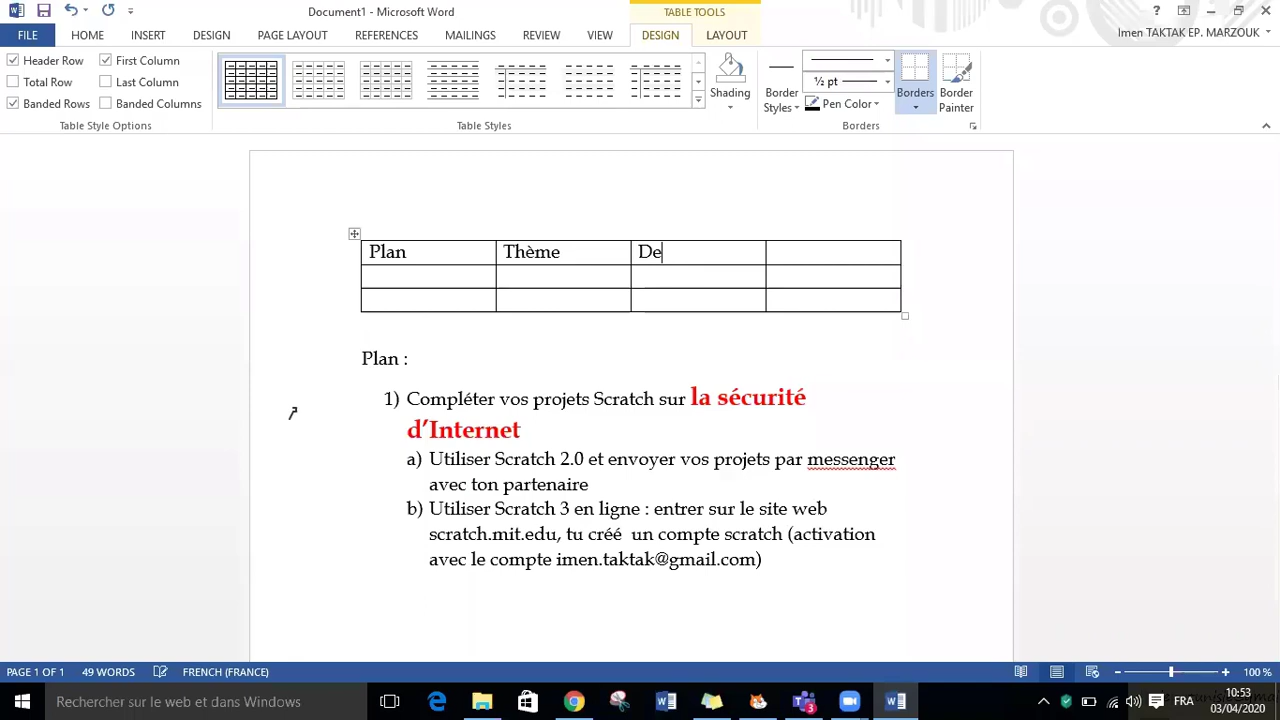 Document1 - Microsoft Word
TABLE TOOLS
?
FILE
HOME
INSERT
DESIGN
PAGE LAYOUT
REFERENCES
MAILINGS
REVIEW
VIEW
DESIGN
LAYOUT
Imen TAKTAK EP. MARZOUK
Header Row
First Column
Total Row
Last Column
Banded Rows
Banded Columns
Table Style Options
Table Styles
Shading
Border Styles
½ pt
Pen Color
Borders
Border Painter
Borders
Plan
Thème
De
Plan :
1) Compléter vos projets Scratch sur la sécurité
d’Internet
a) Utiliser Scratch 2.0 et envoyer vos projets par messenger
avec ton partenaire
b) Utiliser Scratch 3 en ligne : entrer sur le site web
scratch.mit.edu, tu créé un compte scratch (activation
avec le compte imen.taktak@gmail.com)
PAGE 1 OF 1
49 WORDS
FRENCH (FRANCE)
100 %
Rechercher sur le web et dans Windows
3
FRA
10:53
03/04/2020